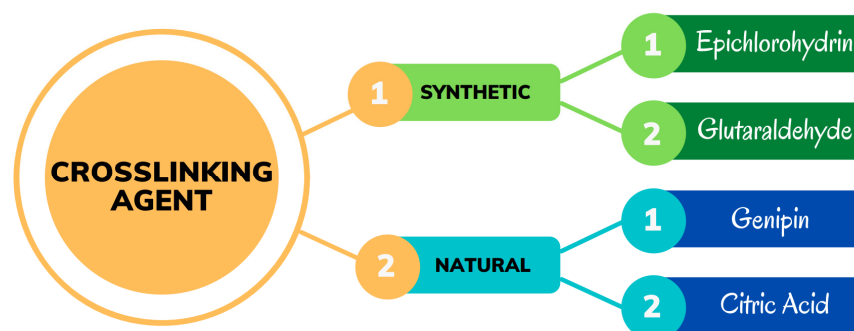 CROSSLINKING
AGENT
1 SYNTHETIC
1 Epichlorohydrin
2 Glutaraldehyde
2 NATURAL
1 Genipin
2 Citric Acid